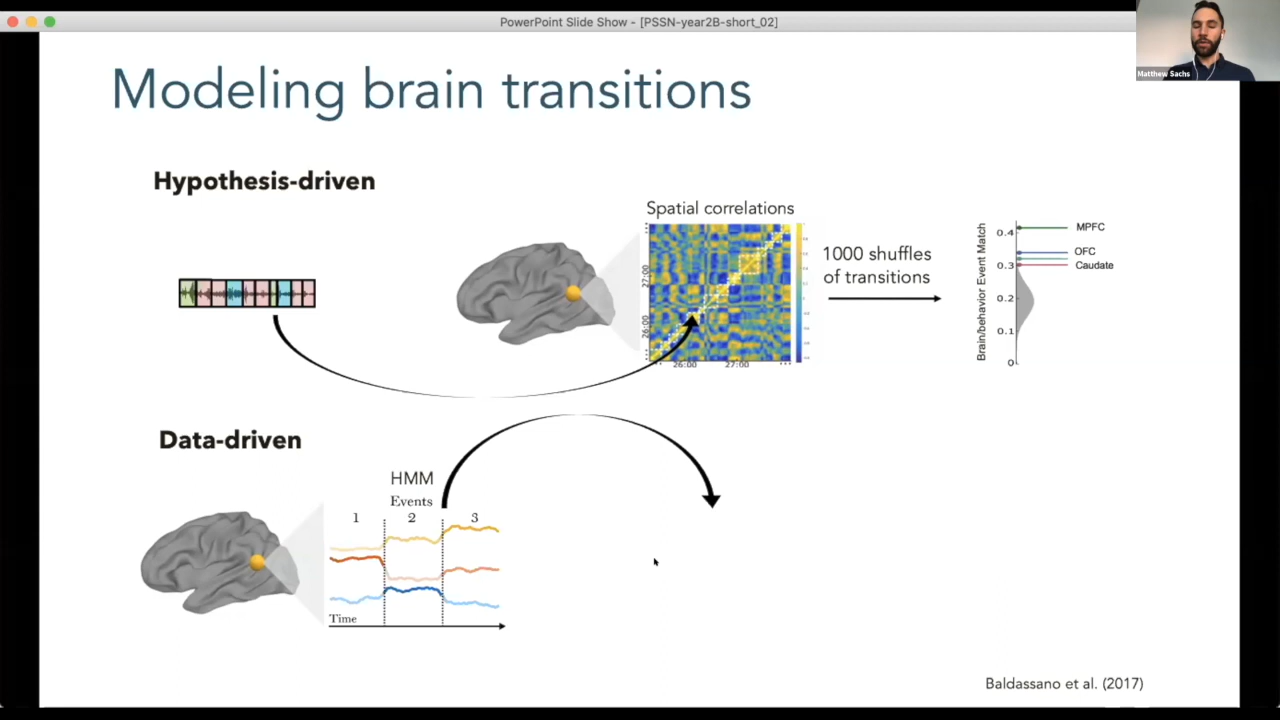 PowerPoint Slide Show - [PSSN-year2B-short_02]
Matthew Sachs
Modeling brain transitions
Hypothesis-driven
Spatial correlations
27:00
26:00
26:00 27:00
1000 shuffles
of transitions
Brain/behavior Event Match
0.4
0.3
0.2
0.1
0
MPFC
OFC
Caudate
Data-driven
HMM
Events
1 2 3
Time
Baldassano et al. (2017)